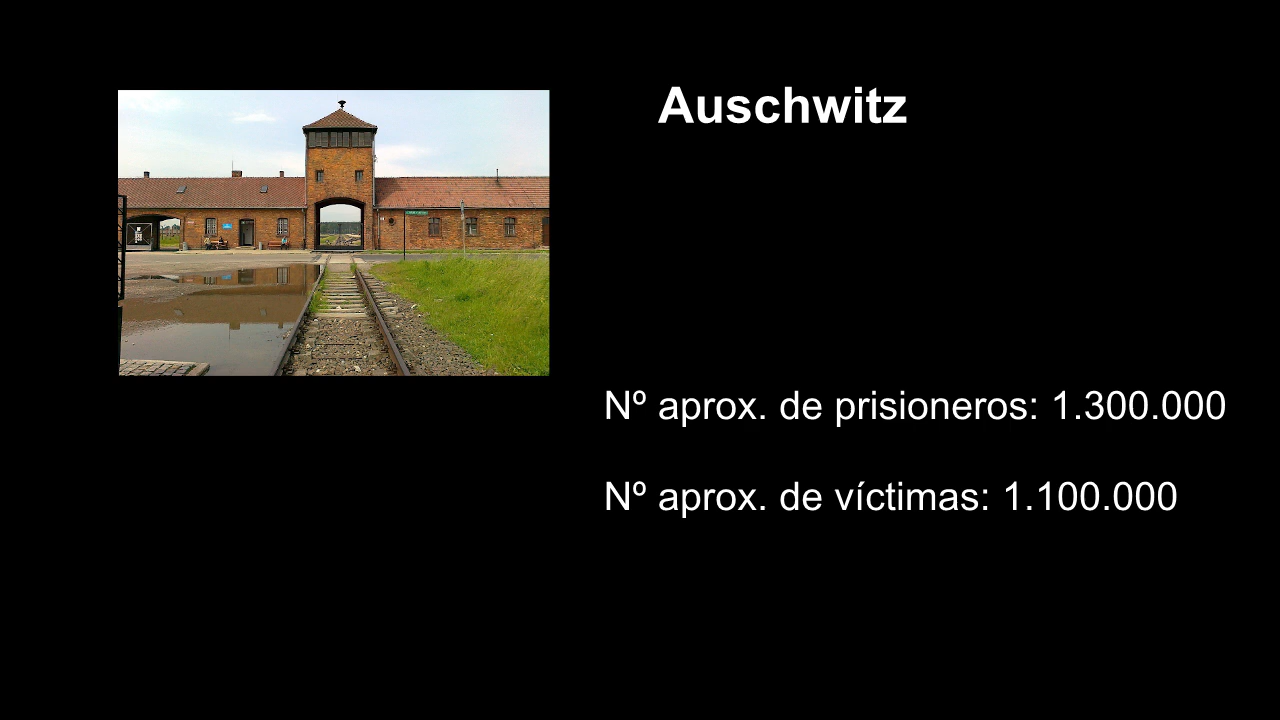 Auschwitz
Nº aprox. de prisioneros: 1.300.000
Nº aprox. de víctimas: 1.100.000